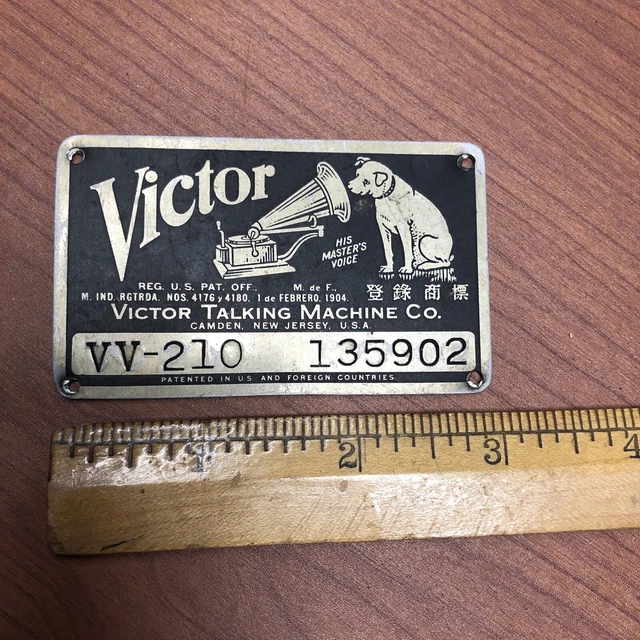 Victor
HIS
MASTER'S
VOICE
REG. U.S. PAT. OFF., M. de F.,
M. IND. RGTRDA. NOS. 4176 y 4180, 1 de FEBRERO, 1904.
登錄商標
VICTOR TALKING MACHINE CO.
CAMDEN, NEW JERSEY, U.S.A.
VV-210 135902
PATENTED IN U.S. AND FOREIGN COUNTRIES.
1 2 3 4